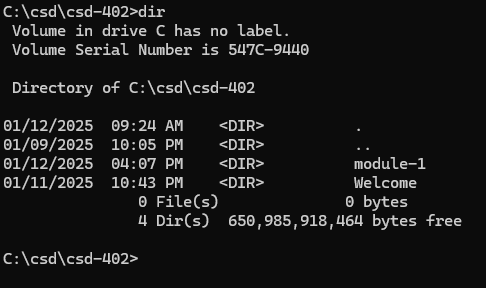 C:\csd\csd-402>dir
 Volume in drive C has no label.
 Volume Serial Number is 547C-9440

 Directory of C:\csd\csd-402

01/12/2025  09:24 AM    <DIR>          .
01/09/2025  10:05 PM    <DIR>          ..
01/12/2025  04:07 PM    <DIR>          module-1
01/11/2025  10:43 PM    <DIR>          Welcome
               0 File(s)              0 bytes
               4 Dir(s)  650,985,918,464 bytes free

C:\csd\csd-402>